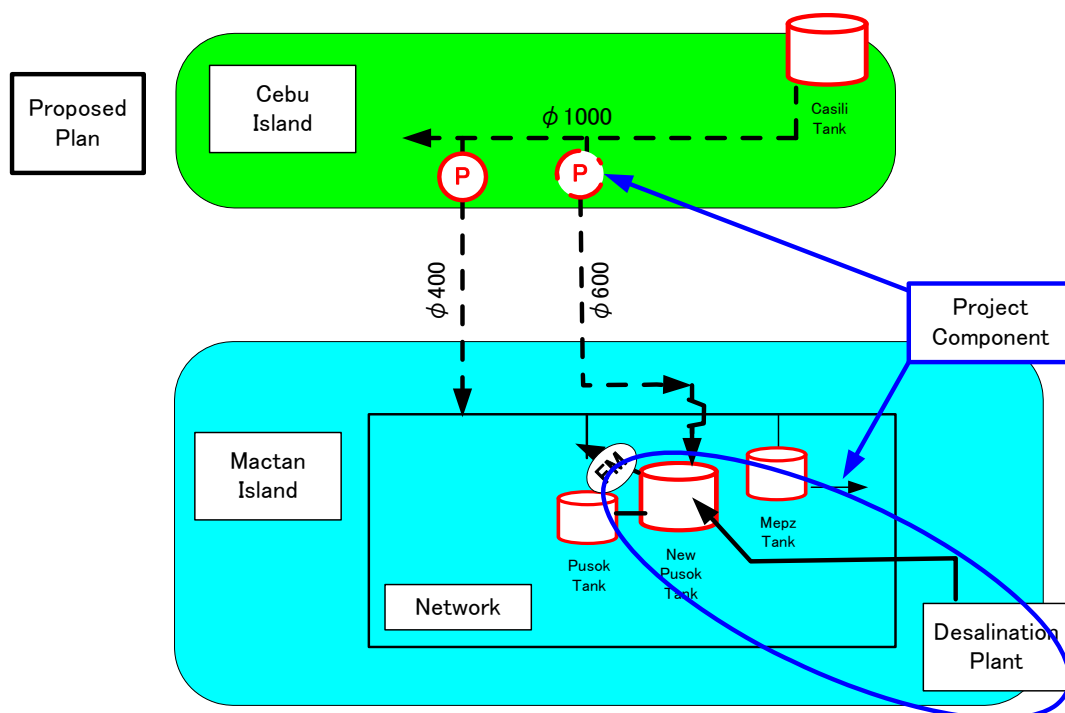 Proposed
Plan
Cebu
Island
Casili
Tank
φ1000
P
P
φ400
φ600
Project
Component
Mactan
Island
FM
Mepz
Tank
Pusok
Tank
New
Pusok
Tank
Network
Desalination
Plant